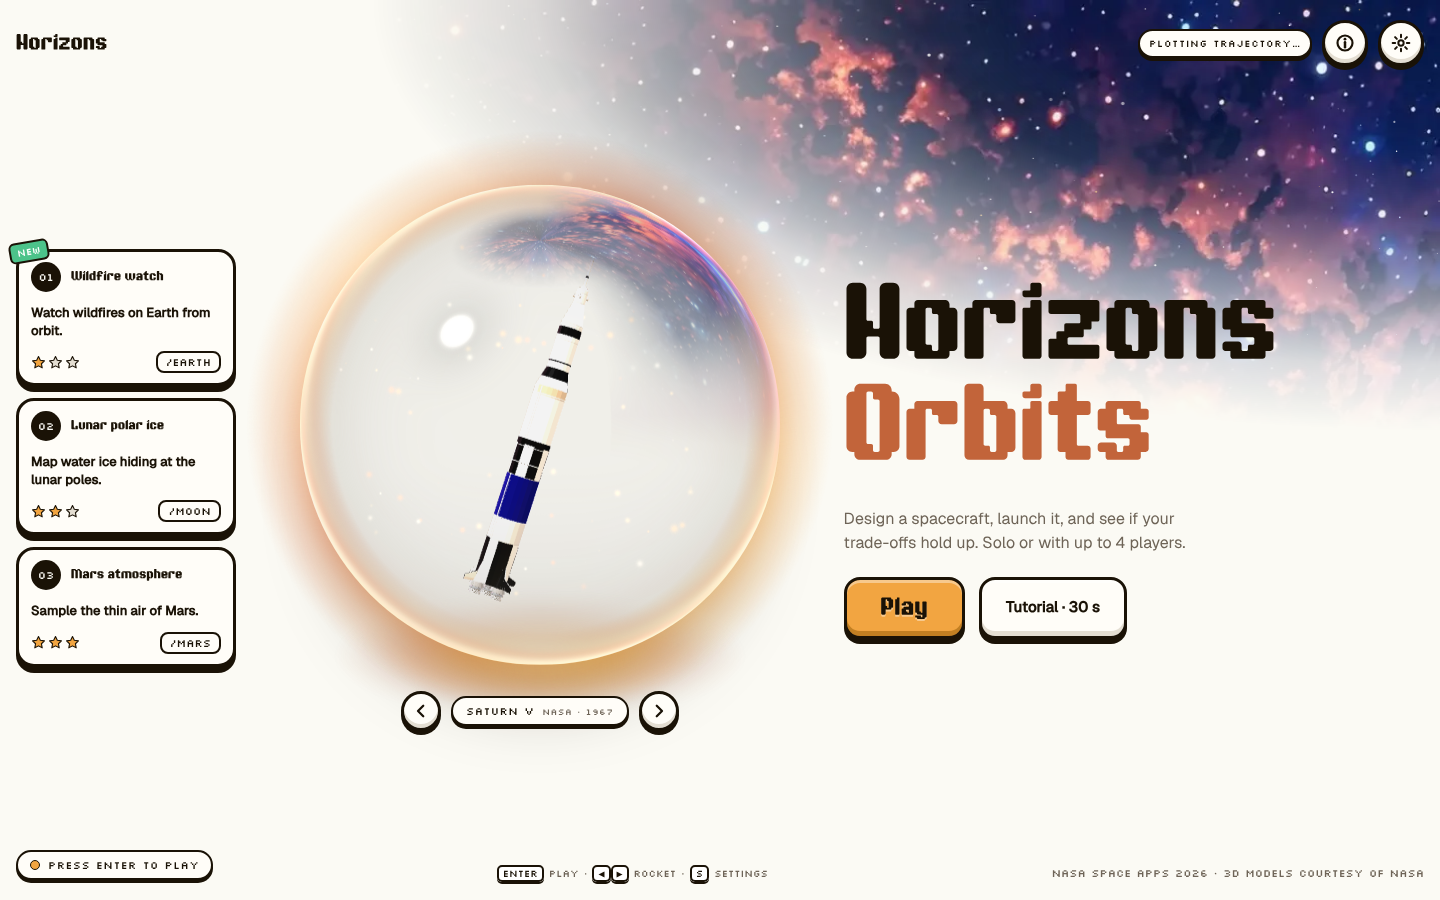 Horizons
PLOTTING TRAJECTORY...
NEW
01 Wildfire watch
Watch wildfires on Earth from
orbit.
/EARTH
02 Lunar polar ice
Map water ice hiding at the
lunar poles.
/MOON
03 Mars atmosphere
Sample the thin air of Mars.
/MARS
SATURN V NASA · 1967
Horizons
Orbits
Design a spacecraft, launch it, and see if your
trade-offs hold up. Solo or with up to 4 players.
Play
Tutorial · 30 s
PRESS ENTER TO PLAY
ENTER PLAY · ◀ ▶ ROCKET · S SETTINGS
NASA SPACE APPS 2026 · 3D MODELS COURTESY OF NASA